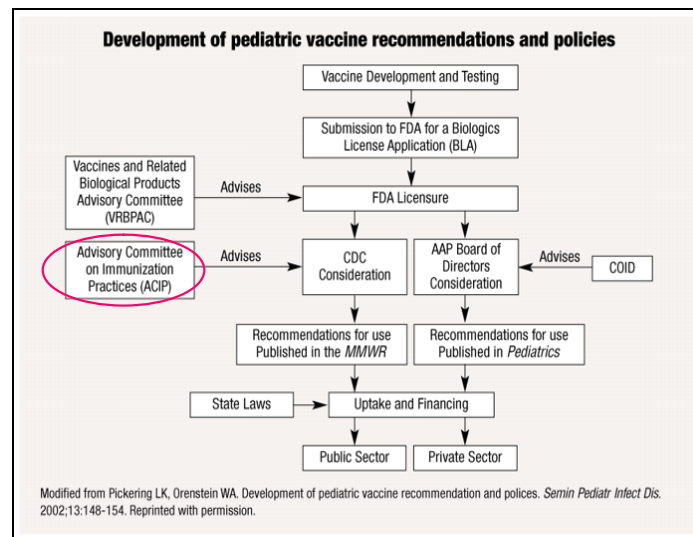 Development of pediatric vaccine recommendations and policies
Vaccine Development and Testing
Submission to FDA for a Biologics
License Application (BLA)
Vaccines and Related
Biological Products
Advisory Committee
(VRBPAC)
Advises
FDA Licensure
Advisory Committee
on Immunization
Practices (ACIP)
Advises
CDC
Consideration
AAP Board of
Directors
Consideration
Advises
COID
Recommendations for use
Published in the MMWR
Recommendations for use
Published in Pediatrics
State Laws
Uptake and Financing
Public Sector
Private Sector
Modified from Pickering LK, Orenstein WA. Development of pediatric vaccine recommendation and polices. Semin Pediatr Infect Dis.
2002;13:148-154. Reprinted with permission.